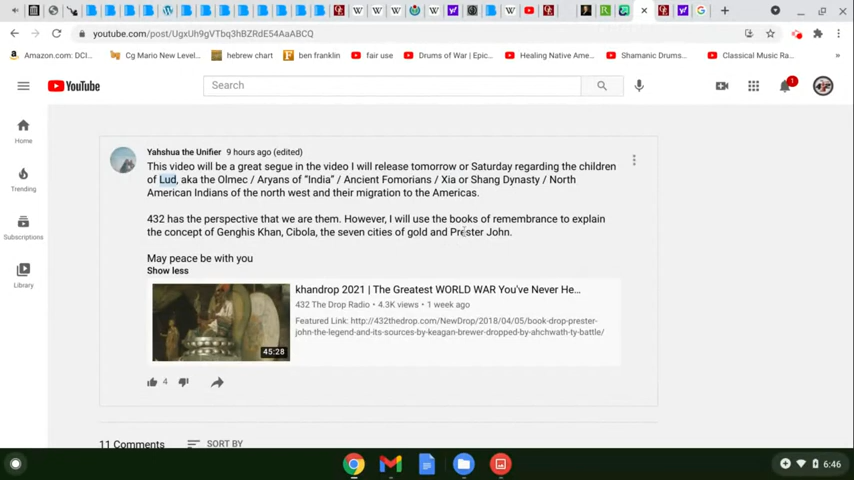 youtube.com/post/UgxUh9gVTbq3hBZRdE54AaABCQ
Amazon.com: DCI...
Cg Mario New Level...
hebrew chart
ben franklin
fair use
Drums of War | Epic...
Healing Native Ame...
Shamanic Drums...
Classical Music Ra...
YouTube
Search
1
Home
Trending
Subscriptions
Library
Yahshua the Unifier 9 hours ago (edited)
This video will be a great segue in the video I will release tomorrow or Saturday regarding the children
of Lud, aka the Olmec / Aryans of "India" / Ancient Fomorians / Xia or Shang Dynasty / North
American Indians of the north west and their migration to the Americas.
432 has the perspective that we are them. However, I will use the books of remembrance to explain
the concept of Genghis Khan, Cibola, the seven cities of gold and Prester John.
May peace be with you
Show less
khandrop 2021 | The Greatest WORLD WAR You've Never He...
432 The Drop Radio • 4.3K views • 1 week ago
Featured Link: http://432thedrop.com/NewDrop/2018/04/05/book-drop-prester-
john-the-legend-and-its-sources-by-keagan-brewer-dropped-by-ahchwath-ty-battle/
45:28
4
11 Comments
SORT BY
6:46